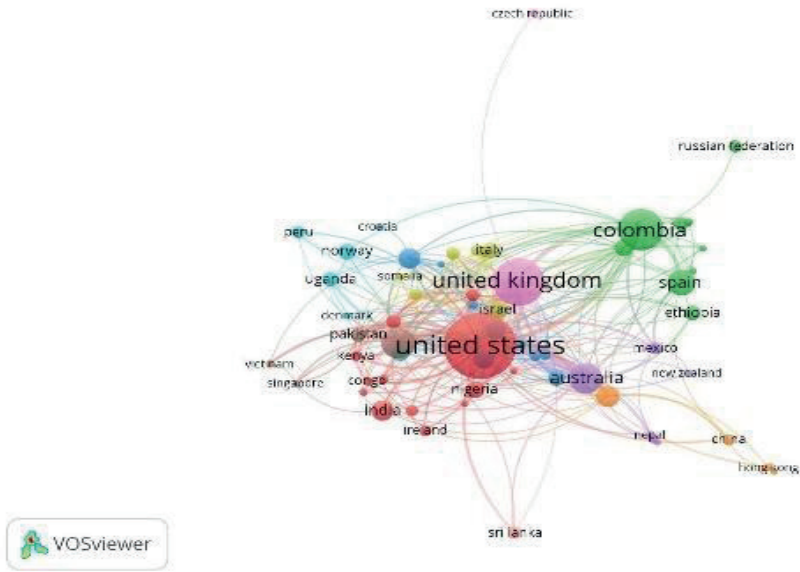 czech republic
russian federation
colombia
peru
croatia
norway
italy
somalia
uganda
united kingdom
spain
israel
ethiopia
denmark
pakistan
united states
mexico
kenya
vietnam
singapore
congo
australia
new zealand
nigeria
india
ireland
nepal
china
hong kong
sri lanka
VOSviewer